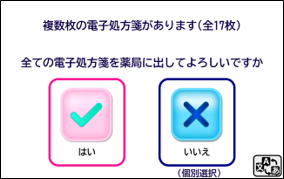 複数枚の電子処方箋があります(全17枚)
全ての電子処方箋を薬局に出してよろしいですか
はい
いいえ
(個別選択)
A
文